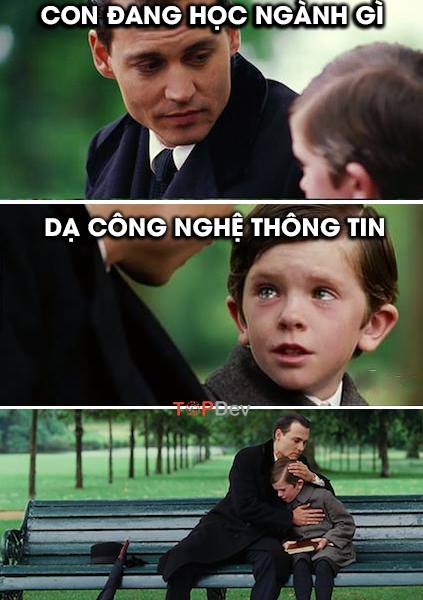 CON ĐANG HỌC NGÀNH GÌ
DẠ CÔNG NGHỆ THÔNG TIN
TOPDev